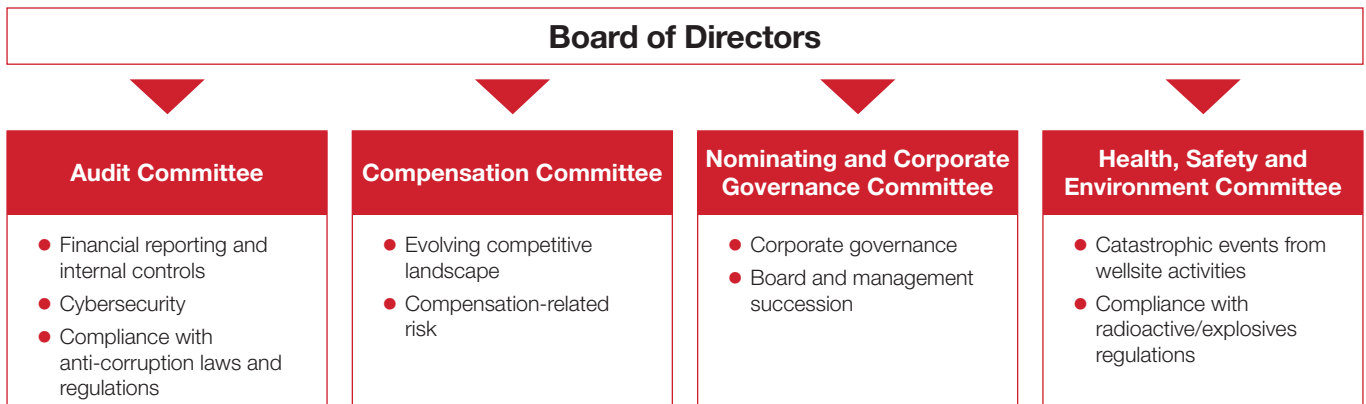 Board of Directors
Audit Committee
● Financial reporting and
internal controls
● Cybersecurity
● Compliance with
anti-corruption laws and
regulations
Compensation Committee
● Evolving competitive
landscape
● Compensation-related
risk
Nominating and Corporate
Governance Committee
● Corporate governance
● Board and management
succession
Health, Safety and
Environment Committee
● Catastrophic events from
wellsite activities
● Compliance with
radioactive/explosives
regulations